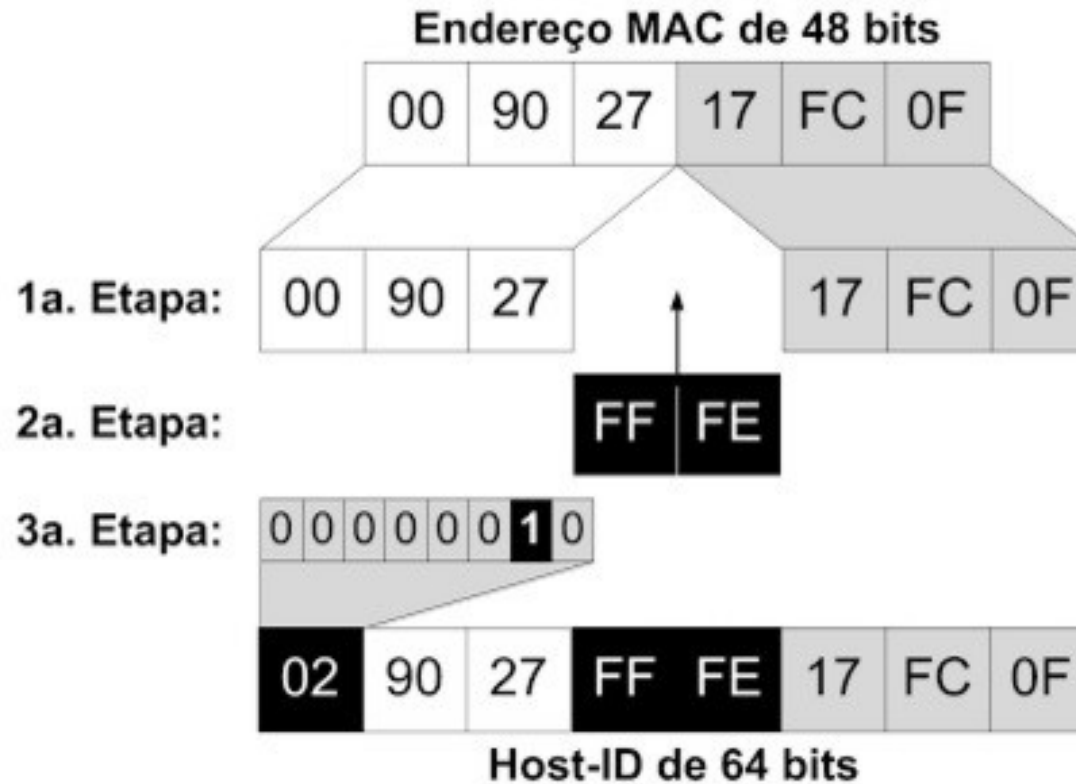 Endereço MAC de 48 bits
00 90 27 17 FC 0F
1a. Etapa: 00 90 27 17 FC 0F
2a. Etapa: FF FE
3a. Etapa: 0 0 0 0 0 0 1 0
02 90 27 FF FE 17 FC 0F
Host-ID de 64 bits